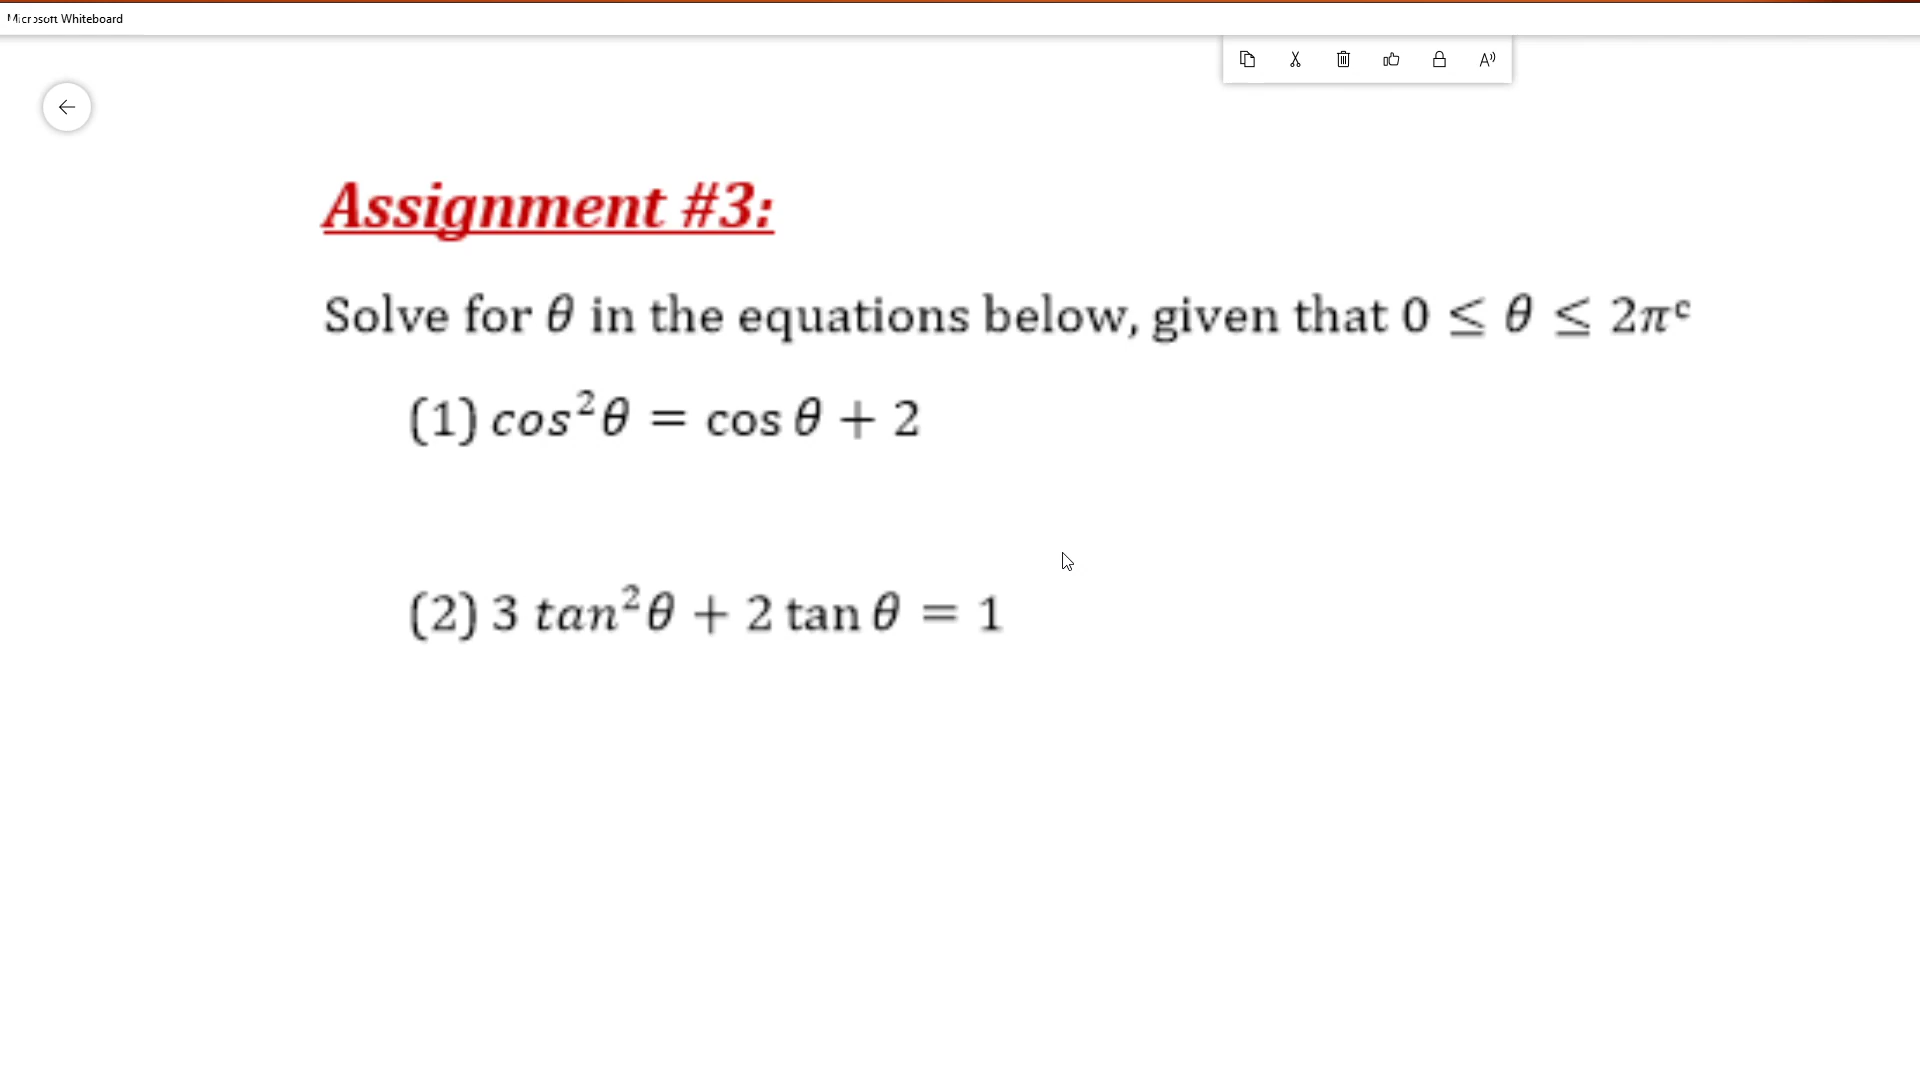 Microsoft Whiteboard
Assignment #3:
Solve for θ in the equations below, given that 0 ≤ θ ≤ 2πᶜ
(1) cos²θ = cos θ + 2
(2) 3 tan²θ + 2 tan θ = 1